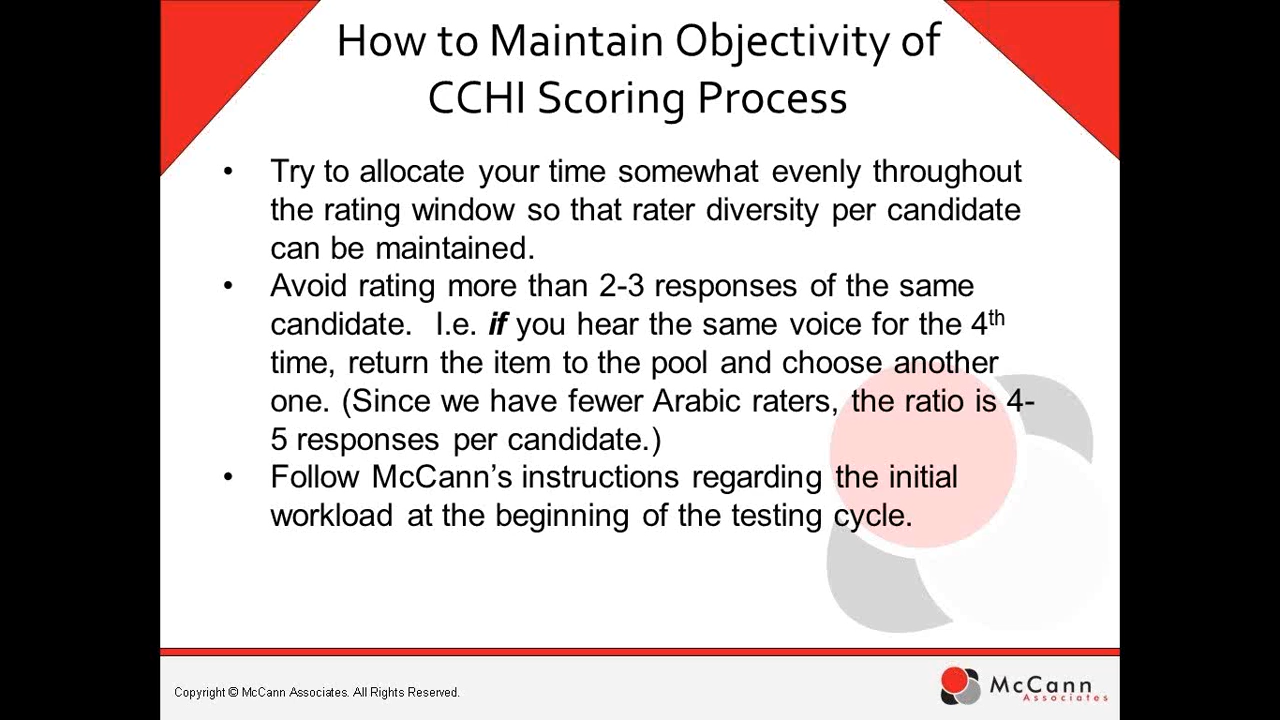 How to Maintain Objectivity of
CCHI Scoring Process
• Try to allocate your time somewhat evenly throughout
the rating window so that rater diversity per candidate
can be maintained.
• Avoid rating more than 2-3 responses of the same
candidate. I.e. if you hear the same voice for the 4th
time, return the item to the pool and choose another
one. (Since we have fewer Arabic raters, the ratio is 4-
5 responses per candidate.)
• Follow McCann's instructions regarding the initial
workload at the beginning of the testing cycle.
Copyright © McCann Associates. All Rights Reserved.
McCann
Associates